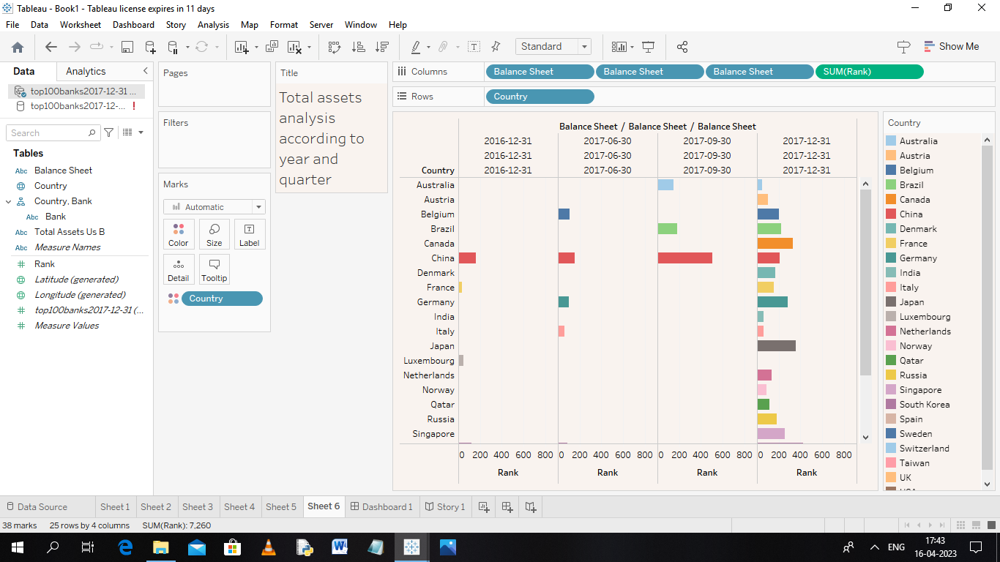 Tableau - Book1 - Tableau license expires in 11 days
File Data Worksheet Dashboard Story Analysis Map Format Server Window Help
Standard
Show Me
Data Analytics
top100banks2017-12-31 ...
top100banks2017-12-... !
Search
Tables
Abc Balance Sheet
Country
Country, Bank
Abc Bank
Abc Total Assets Us B
Abc Measure Names
# Rank
Latitude (generated)
Longitude (generated)
# top100banks2017-12-31 (...
# Measure Values
Pages
Filters
Marks
Automatic
Color Size Label
Detail Tooltip
Country
Title
Total assets
analysis
according to
year and
quarter
Columns Balance Sheet Balance Sheet Balance Sheet SUM(Rank)
Rows Country
Balance Sheet / Balance Sheet / Balance Sheet
2016-12-31 2017-06-30 2017-09-30 2017-12-31
2016-12-31 2017-06-30 2017-09-30 2017-12-31
Country 2016-12-31 2017-06-30 2017-09-30 2017-12-31
Australia
Austria
Belgium
Brazil
Canada
China
Denmark
France
Germany
India
Italy
Japan
Luxembourg
Netherlands
Norway
Qatar
Russia
Singapore
0 200 400 600 800 0 200 400 600 800 0 200 400 600 800 0 200 400 600 800
Rank Rank Rank Rank
Country
Australia
Austria
Belgium
Brazil
Canada
China
Denmark
France
Germany
India
Italy
Japan
Luxembourg
Netherlands
Norway
Qatar
Russia
Singapore
South Korea
Spain
Sweden
Switzerland
Taiwan
UK
Data Source Sheet 1 Sheet 2 Sheet 3 Sheet 4 Sheet 5 Sheet 6 Dashboard 1 Story 1
38 marks 25 rows by 4 columns SUM(Rank): 7,260
ENG
17:43
16-04-2023